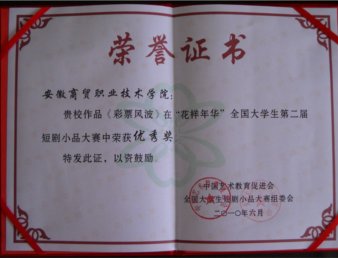 荣誉证书
安徽商贸职业技术学院：
贵校作品《彩票风波》在“花样年华”全国大学生第二届
短剧小品大赛中荣获优秀奖
特发此证，以资鼓励。
中国艺术教育促进会
全国大学生短剧小品大赛组委会
二〇一〇年六月